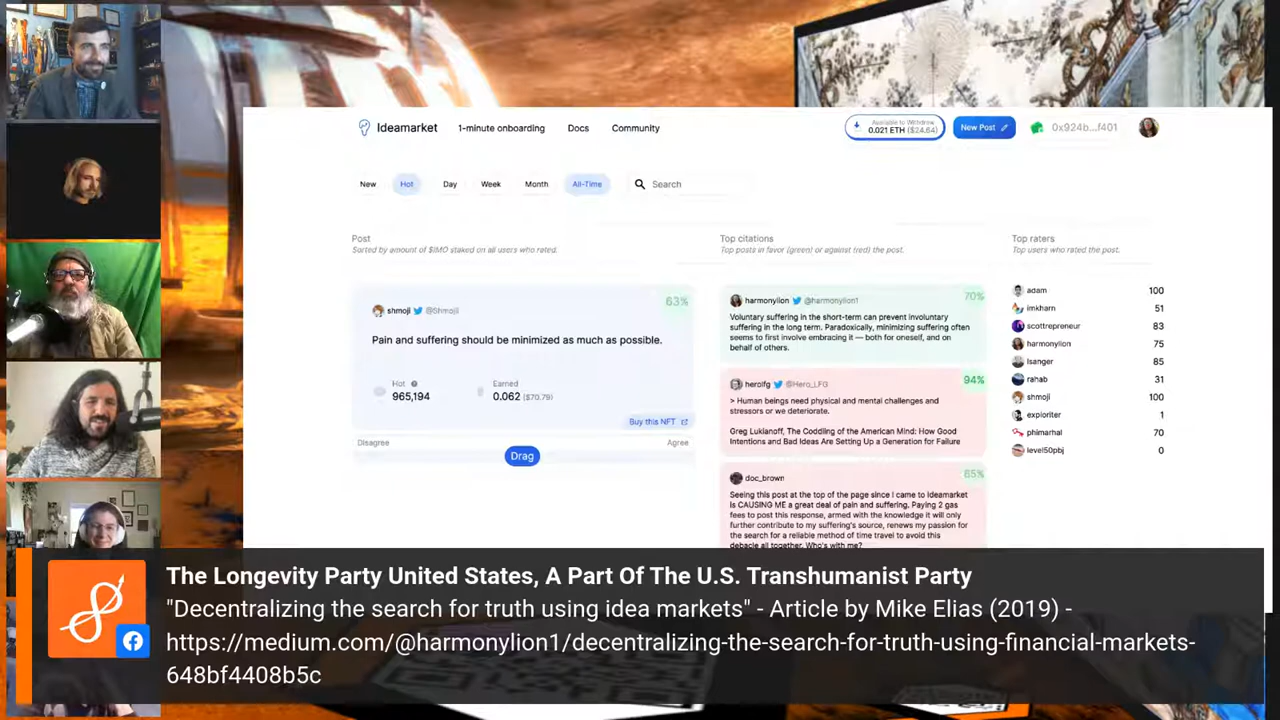 Ideamarket
1-minute onboarding
Docs
Community
Available to Withdraw
0.021 ETH ($24.64)
New Post
0x924b...f401
New
Hot
Day
Week
Month
All-Time
Search
Post
Sorted by amount of $IMO staked on all users who rated.
Top citations
Top posts in favor (green) or against (red) the post.
Top raters
Top users who rated the post.
shmoji @Shmoji
63%
Pain and suffering should be minimized as much as possible.
Hot
965,194
Earned
0.062 ($70.79)
Buy this NFT
Disagree
Agree
Drag
harmonylion @harmonylion1
70%
Voluntary suffering in the short-term can prevent involuntary
suffering in the long term. Paradoxically, minimizing suffering often
seems to first involve embracing it — both for oneself, and on
behalf of others.
herolfg @Hero_LFG
94%
> Human beings need physical and mental challenges and
stressors or we deteriorate.
Greg Lukianoff, The Coddling of the American Mind: How Good
Intentions and Bad Ideas Are Setting Up a Generation for Failure
doc_brown
65%
Seeing this post at the top of the page since I came to Ideamarket
is CAUSING ME a great deal of pain and suffering. Paying 2 gas
fees to post this response, armed with the knowledge it will only
further contribute to my suffering's source, renews my passion for
the search for a reliable method of time travel to avoid this
debacle all together. Who's with me?
adam 100
imkharn 51
scottrepreneur 83
harmonylion 75
lsanger 85
rahab 31
shmoji 100
exploriter 1
phimarhal 70
level50pbj 0
The Longevity Party United States, A Part Of The U.S. Transhumanist Party
"Decentralizing the search for truth using idea markets" - Article by Mike Elias (2019) -
https://medium.com/@harmonylion1/decentralizing-the-search-for-truth-using-financial-markets-
648bf4408b5c